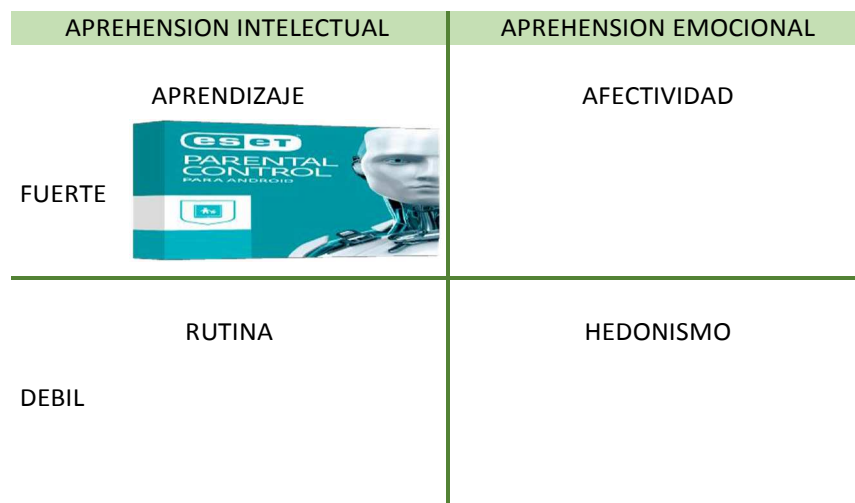 APREHENSION INTELECTUAL
APREHENSION EMOCIONAL
APRENDIZAJE
AFECTIVIDAD
eset
PARENTAL
CONTROL
PARA ANDROID
FUERTE
RUTINA
HEDONISMO
DEBIL